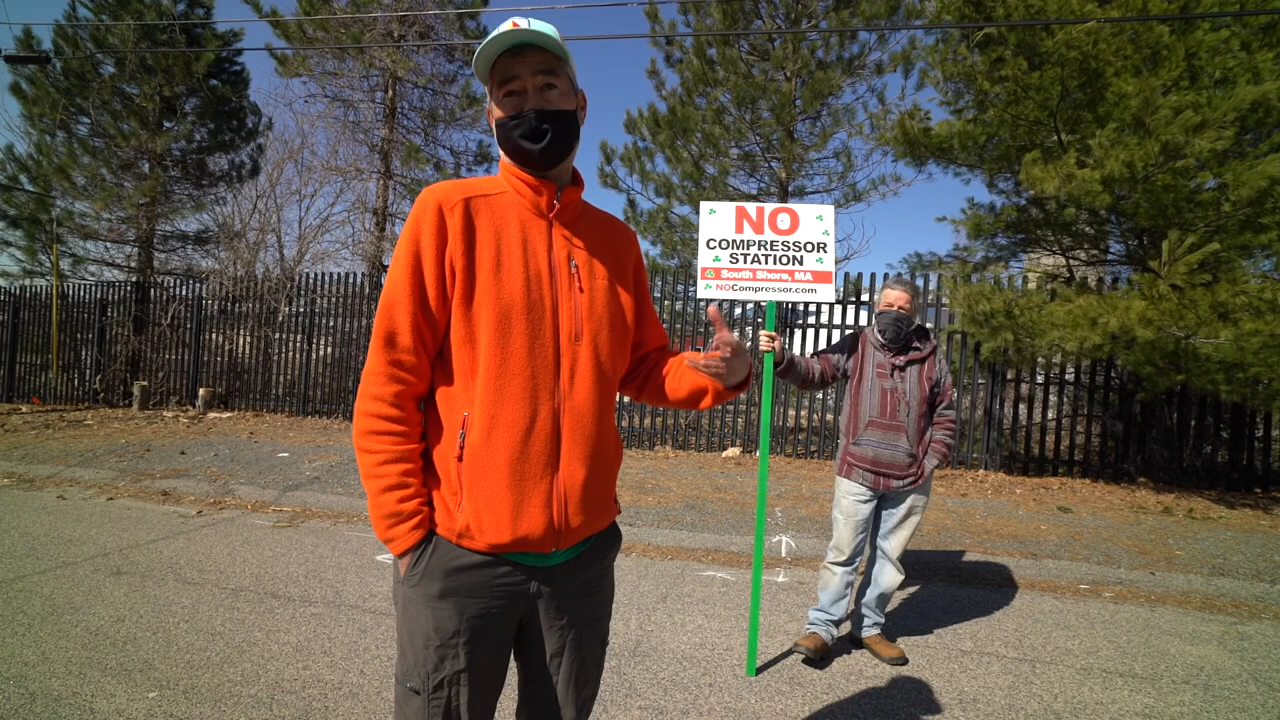 NO
COMPRESSOR
STATION
South Shore, MA
NOCompressor.com